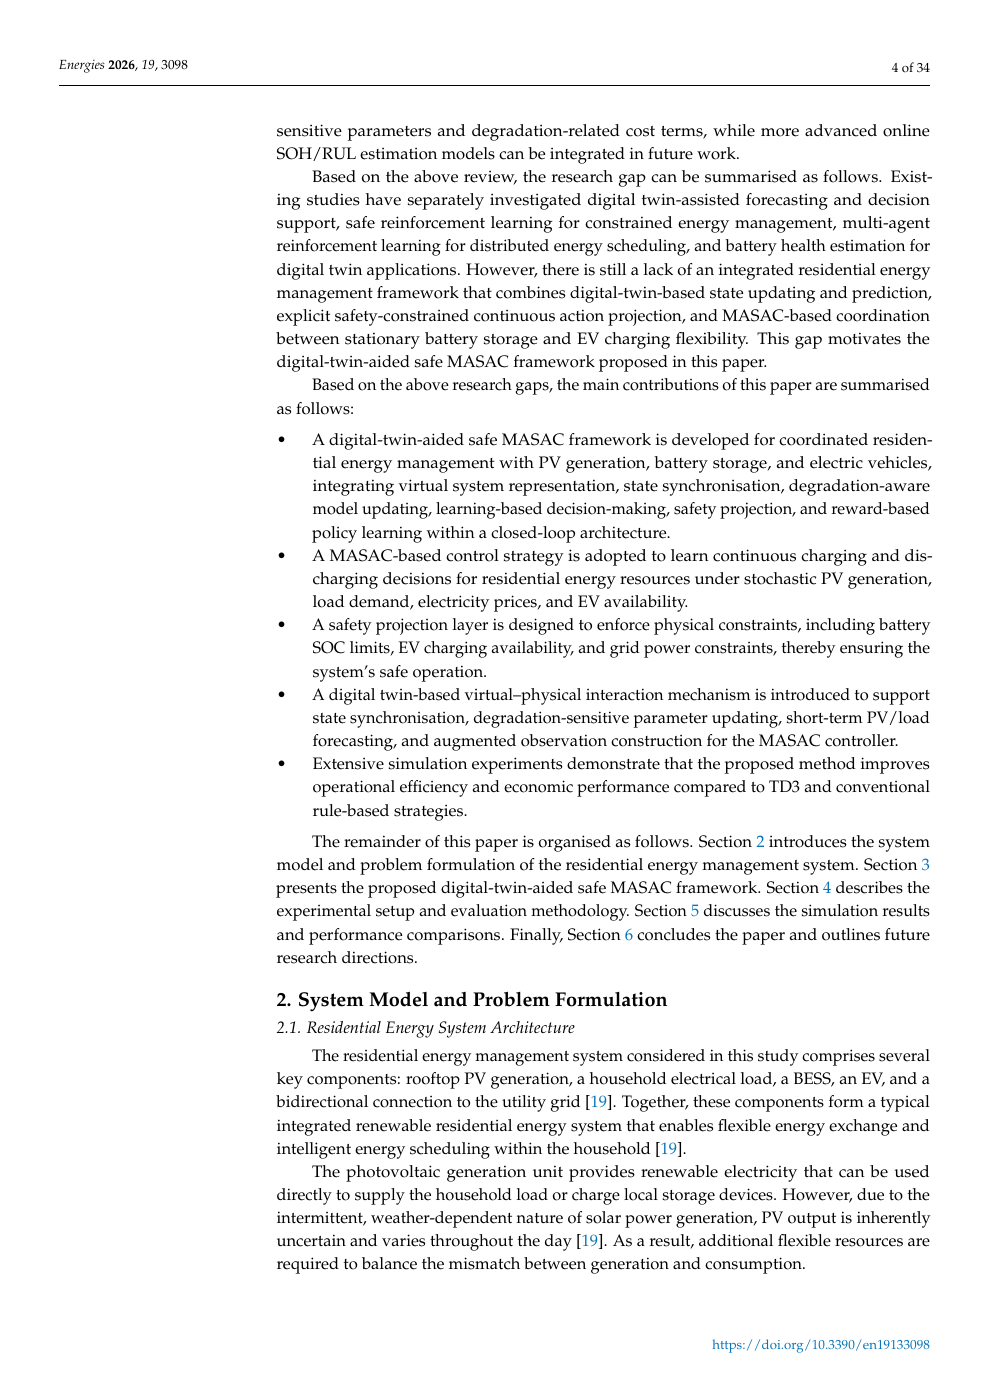 Energies 2026, 19, 3098
4 of 34
sensitive parameters and degradation-related cost terms, while more advanced online
SOH/RUL estimation models can be integrated in future work.
Based on the above review, the research gap can be summarised as follows. Exist-
ing studies have separately investigated digital twin-assisted forecasting and decision
support, safe reinforcement learning for constrained energy management, multi-agent
reinforcement learning for distributed energy scheduling, and battery health estimation for
digital twin applications. However, there is still a lack of an integrated residential energy
management framework that combines digital-twin-based state updating and prediction,
explicit safety-constrained continuous action projection, and MASAC-based coordination
between stationary battery storage and EV charging flexibility. This gap motivates the
digital-twin-aided safe MASAC framework proposed in this paper.
Based on the above research gaps, the main contributions of this paper are summarised
as follows:
• A digital-twin-aided safe MASAC framework is developed for coordinated residen-
tial energy management with PV generation, battery storage, and electric vehicles,
integrating virtual system representation, state synchronisation, degradation-aware
model updating, learning-based decision-making, safety projection, and reward-based
policy learning within a closed-loop architecture.
• A MASAC-based control strategy is adopted to learn continuous charging and dis-
charging decisions for residential energy resources under stochastic PV generation,
load demand, electricity prices, and EV availability.
• A safety projection layer is designed to enforce physical constraints, including battery
SOC limits, EV charging availability, and grid power constraints, thereby ensuring the
system's safe operation.
• A digital twin-based virtual–physical interaction mechanism is introduced to support
state synchronisation, degradation-sensitive parameter updating, short-term PV/load
forecasting, and augmented observation construction for the MASAC controller.
• Extensive simulation experiments demonstrate that the proposed method improves
operational efficiency and economic performance compared to TD3 and conventional
rule-based strategies.
The remainder of this paper is organised as follows. Section 2 introduces the system
model and problem formulation of the residential energy management system. Section 3
presents the proposed digital-twin-aided safe MASAC framework. Section 4 describes the
experimental setup and evaluation methodology. Section 5 discusses the simulation results
and performance comparisons. Finally, Section 6 concludes the paper and outlines future
research directions.
2. System Model and Problem Formulation
2.1. Residential Energy System Architecture
The residential energy management system considered in this study comprises several
key components: rooftop PV generation, a household electrical load, a BESS, an EV, and a
bidirectional connection to the utility grid [19]. Together, these components form a typical
integrated renewable residential energy system that enables flexible energy exchange and
intelligent energy scheduling within the household [19].
The photovoltaic generation unit provides renewable electricity that can be used
directly to supply the household load or charge local storage devices. However, due to the
intermittent, weather-dependent nature of solar power generation, PV output is inherently
uncertain and varies throughout the day [19]. As a result, additional flexible resources are
required to balance the mismatch between generation and consumption.
https://doi.org/10.3390/en19133098